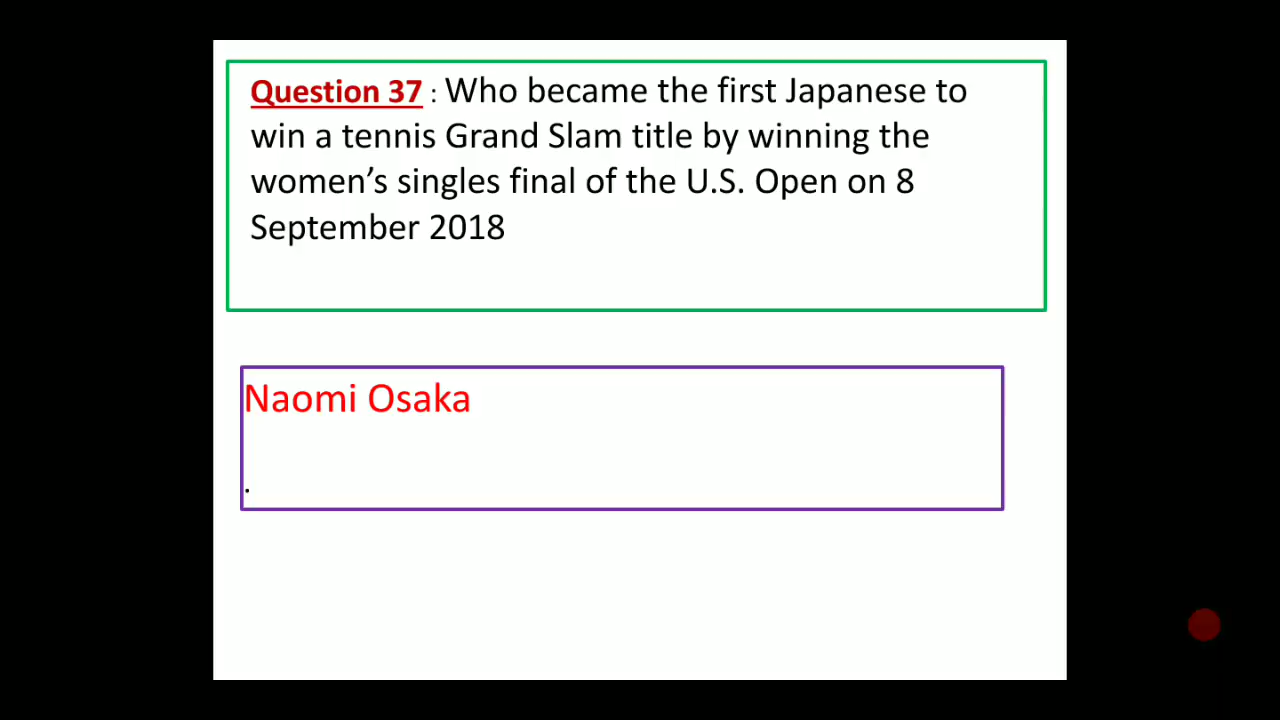 Question 37 : Who became the first Japanese to
win a tennis Grand Slam title by winning the
women’s singles final of the U.S. Open on 8
September 2018
Naomi Osaka
.